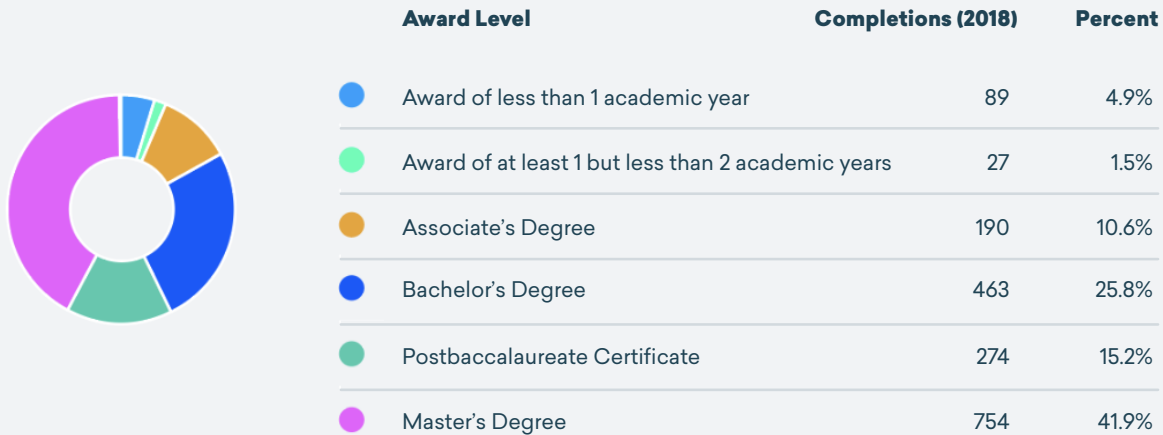 Award Level Completions (2018) Percent
Award of less than 1 academic year 89 4.9%
Award of at least 1 but less than 2 academic years 27 1.5%
Associate’s Degree 190 10.6%
Bachelor’s Degree 463 25.8%
Postbaccalaureate Certificate 274 15.2%
Master’s Degree 754 41.9%